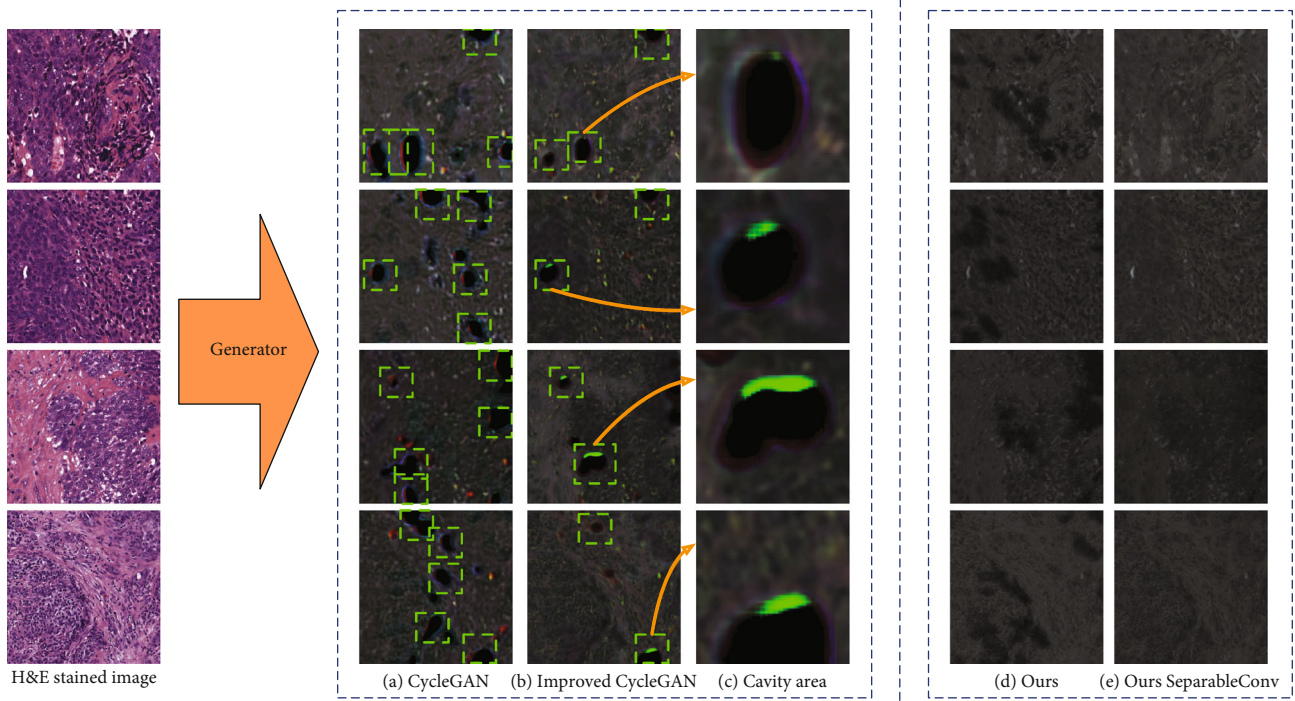 Generator
H&E stained image
(a) CycleGAN
(b) Improved CycleGAN
(c) Cavity area
(d) Ours
(e) Ours SeparableConv